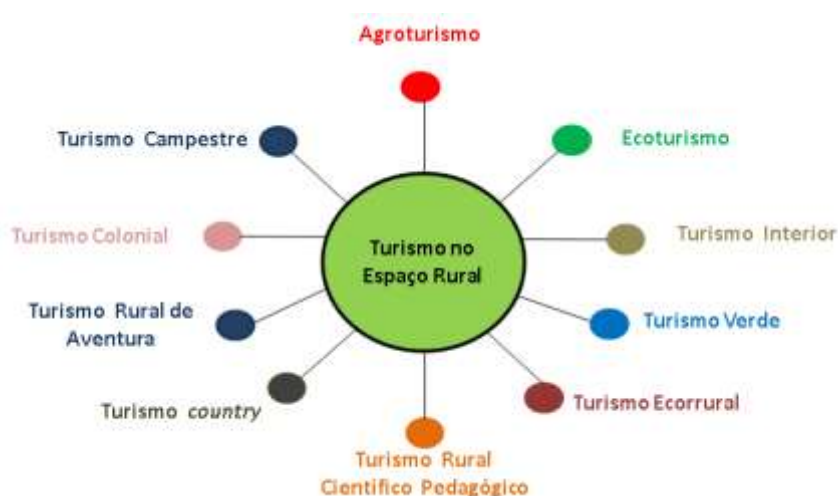 Agroturismo
Turismo Campestre
Ecoturismo
Turismo Colonial
Turismo Interior
Turismo no
Espaço Rural
Turismo Rural de
Aventura
Turismo Verde
Turismo country
Turismo Ecorrural
Turismo Rural
Científico Pedagógico